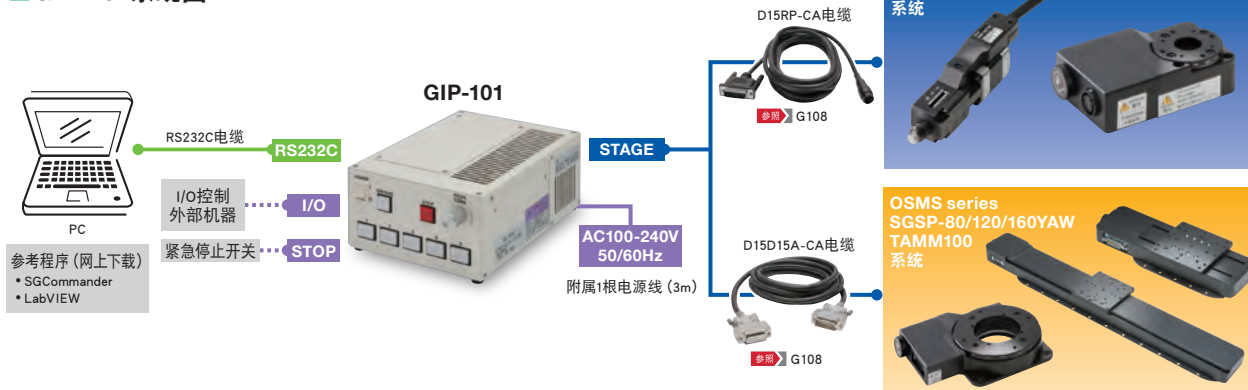 D15RP-CA电缆
系统
GIP-101
参照 G108
RS232C电缆
RS232C
STAGE
I/O控制
外部机器
I/O
PC
紧急停止开关
STOP
AC100-240V
50/60Hz
附属1根电源线（3m）
参考程序（网上下载）
• SGCommander
• LabVIEW
D15D15A-CA电缆
参照 G108
OSMS series
SGSP-80/120/160YAW
TAMM100
系统